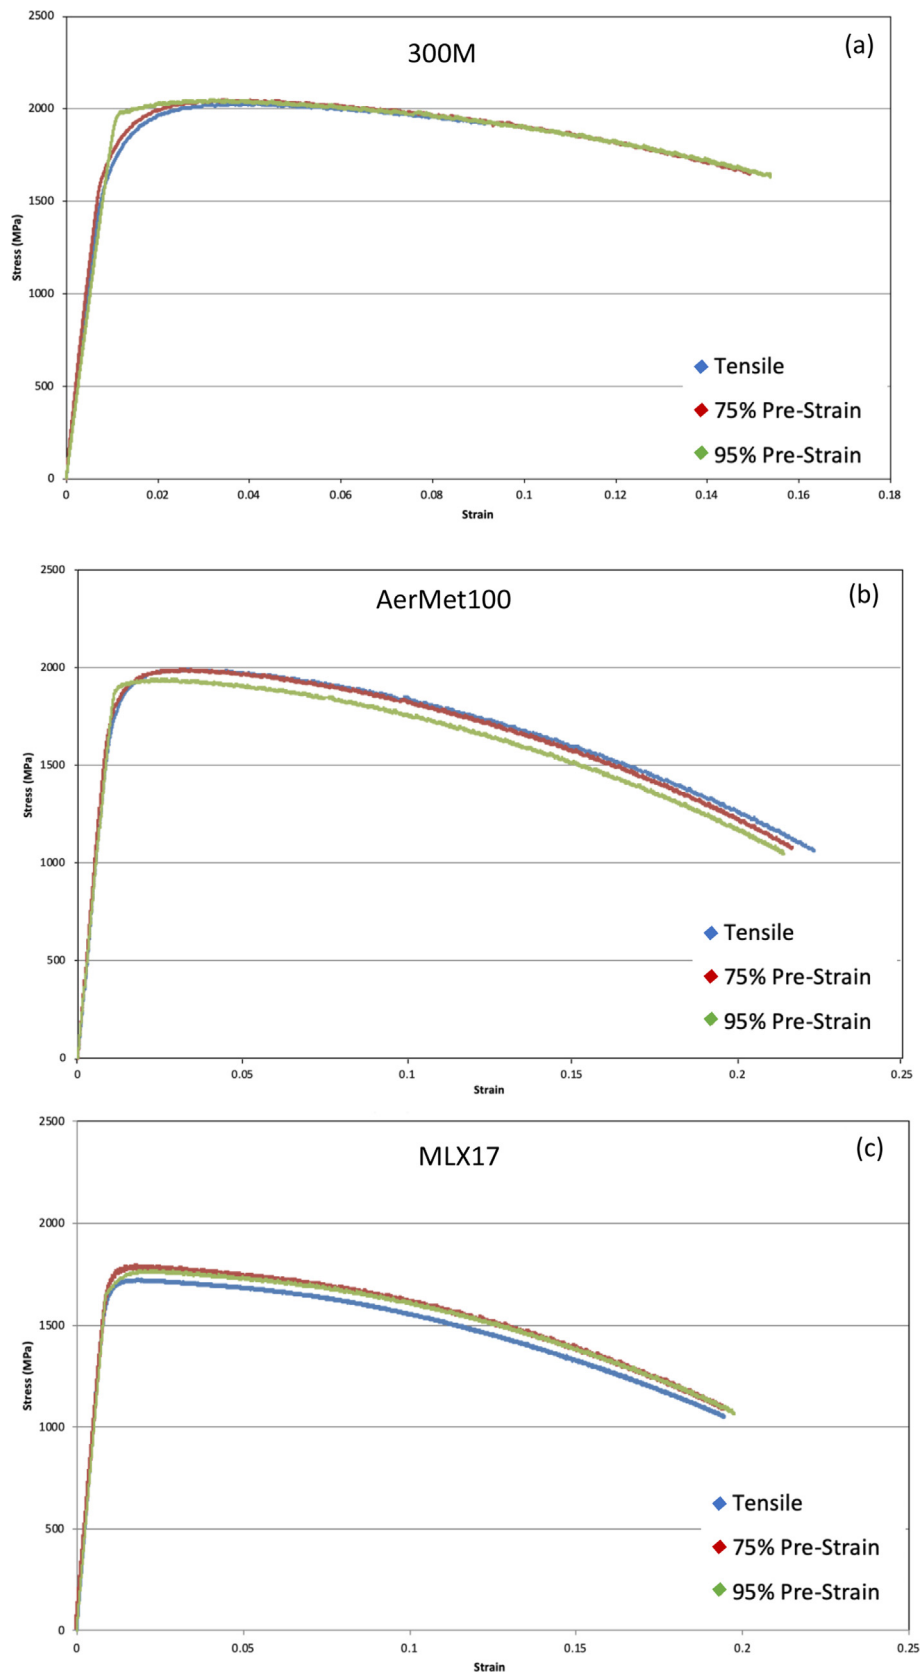 2500
300M
(a)
2000
1500
Stress (MPa)
1000
Tensile
500
75% Pre-Strain
95% Pre-Strain
0
0 0.02 0.04 0.06 0.08 0.1 0.12 0.14 0.16 0.18
Strain
2500
AerMet100
(b)
2000
1500
Stress (MPa)
1000
Tensile
500
75% Pre-Strain
95% Pre-Strain
0
0 0.05 0.1 0.15 0.2 0.25
Strain
2500
MLX17
(c)
2000
1500
Stress (MPa)
1000
Tensile
500
75% Pre-Strain
95% Pre-Strain
0
0 0.05 0.1 0.15 0.2 0.25
Strain